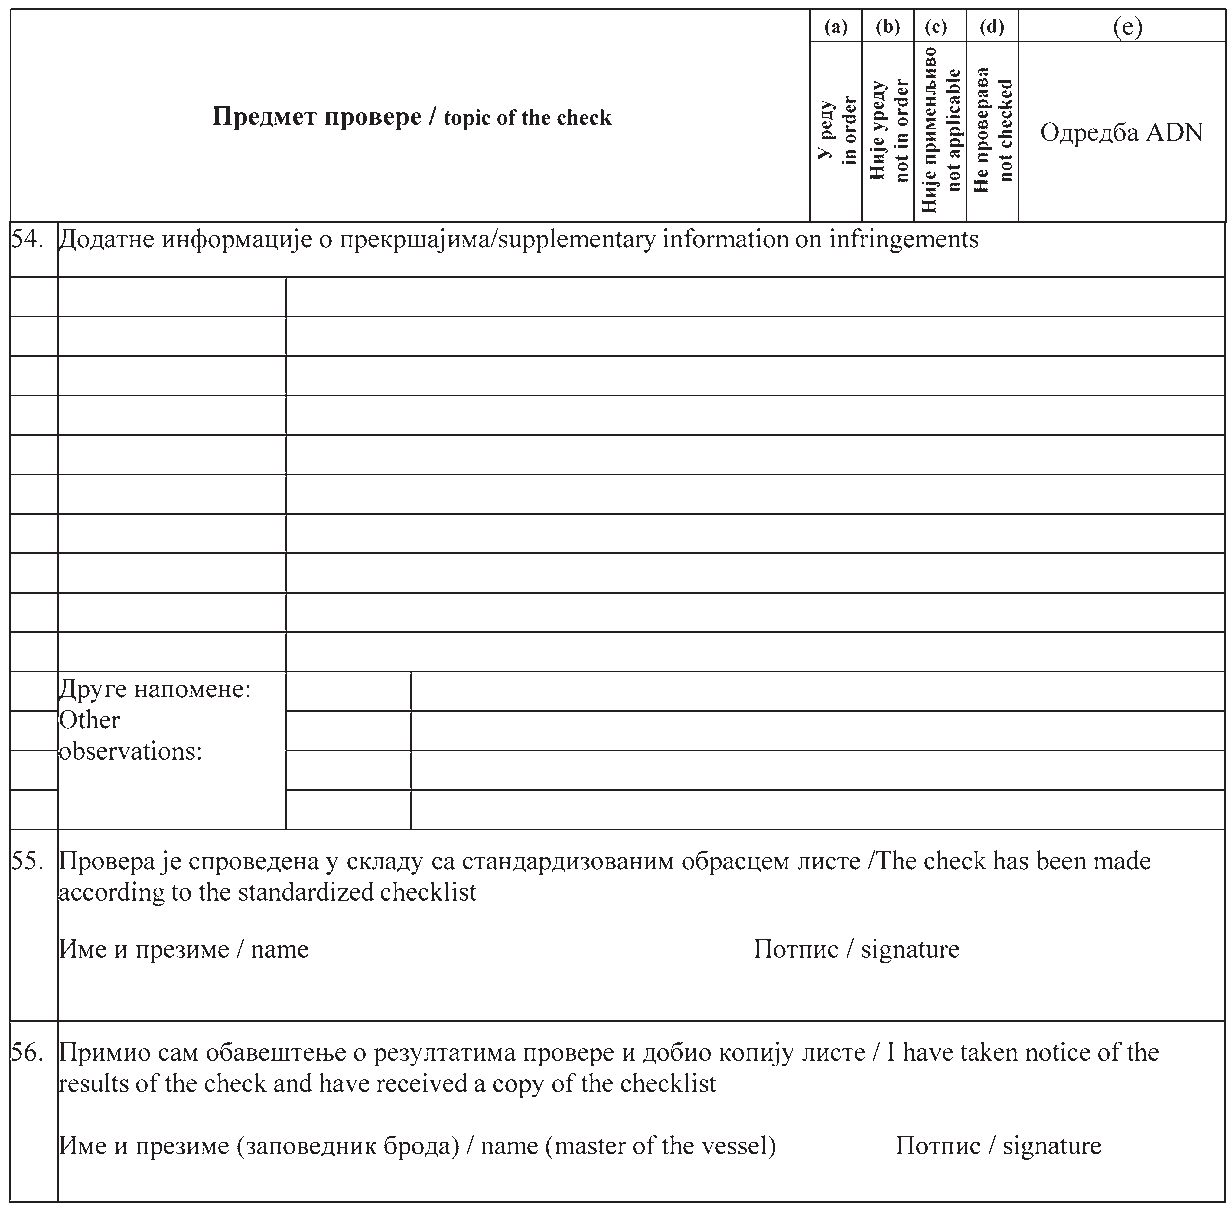 Предмет провере / topic of the check
(a)
(b)
(c)
(d)
(e)
У реду
in order
Није уреду
not in order
Није применљиво
not applicable
Не проверава
not checked
Одредба ADN
54. Додатне информације о прекршајима/supplementary information on infringements
Друге напомене:
Other
observations:
55. Провера је спроведена у складу са стандардизованим обрасцем листе /The check has been made
according to the standardized checklist
Име и презиме / name Потпис / signature
56. Примио сам обавештење о резултатима провере и добио копију листе / I have taken notice of the
results of the check and have received a copy of the checklist
Име и презиме (заповедник брода) / name (master of the vessel) Потпис / signature